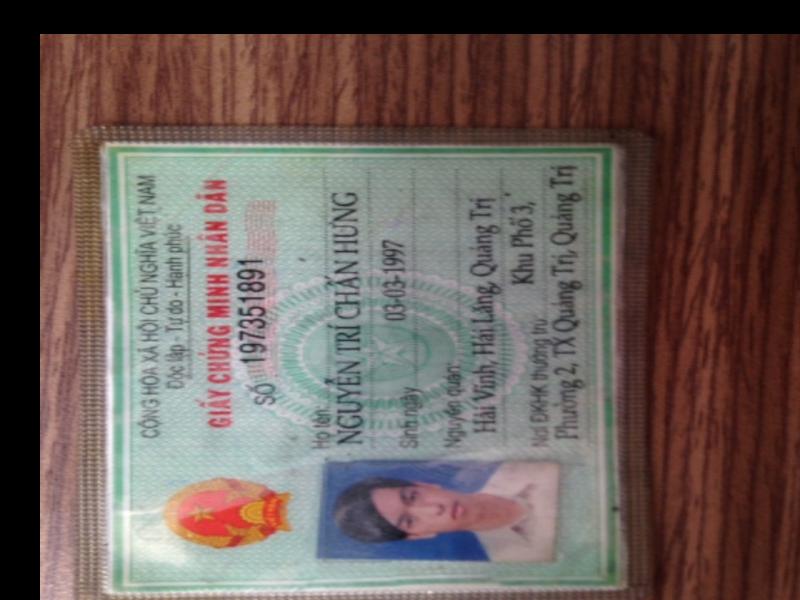 CỘNG HÒA XÃ HỘI CHỦ NGHĨA VIỆT NAM
Độc lập - Tự do - Hạnh phúc
GIẤY CHỨNG MINH NHÂN DÂN
SỐ 197351891
Họ tên:
NGUYỄN TRÍ CHẤN HƯNG
Sinh ngày 03-03-1997
Nguyên quán:
Hải Vĩnh, Hải Lăng, Quảng Trị
Nơi ĐKHK thường trú Khu Phố 3,
Phường 2, TX Quảng Trị, Quảng Trị